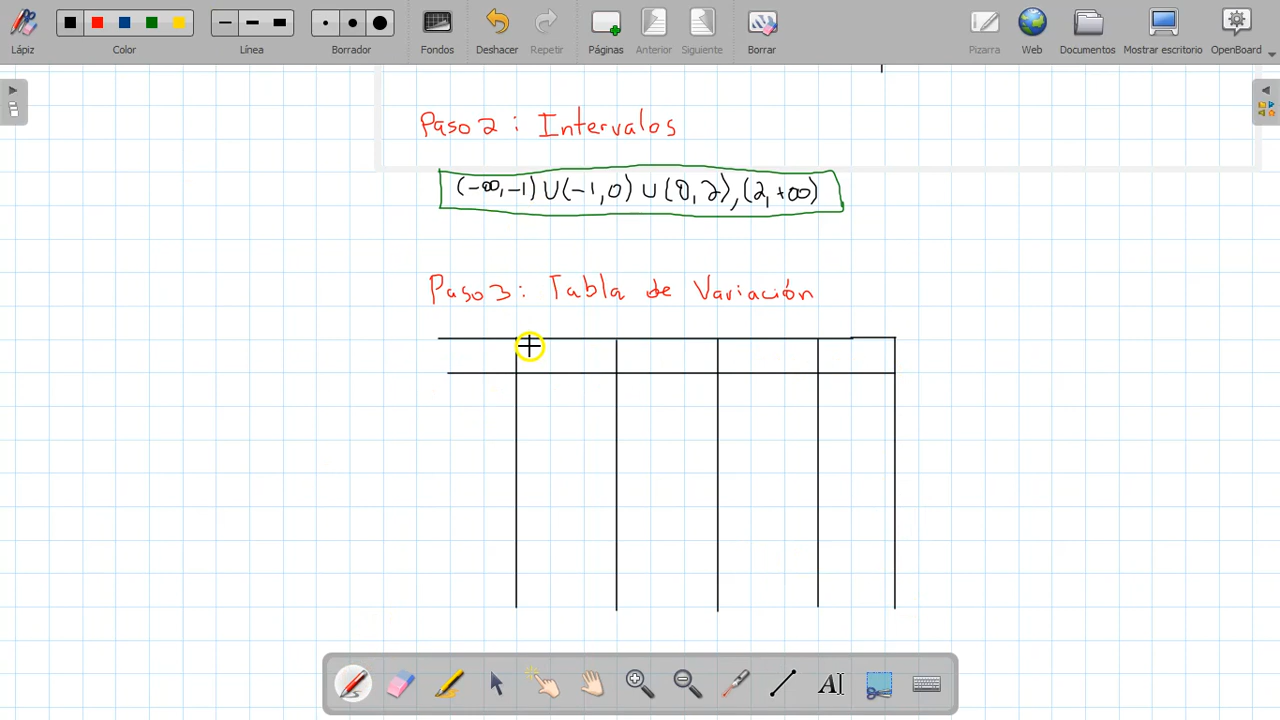 Lápiz Color Línea Borrador Fondos Deshacer Repetir Páginas Anterior Siguiente Borrar Pizarra Web Documentos Mostrar escritorio OpenBoard
Paso 2 : Intervalos
(-∞,-1) U (-1,0) U (0,2), (2,+∞)
Paso 3: Tabla de Variación